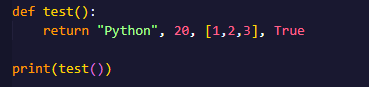 def test():
    return "Python", 20, [1,2,3], True
print(test())